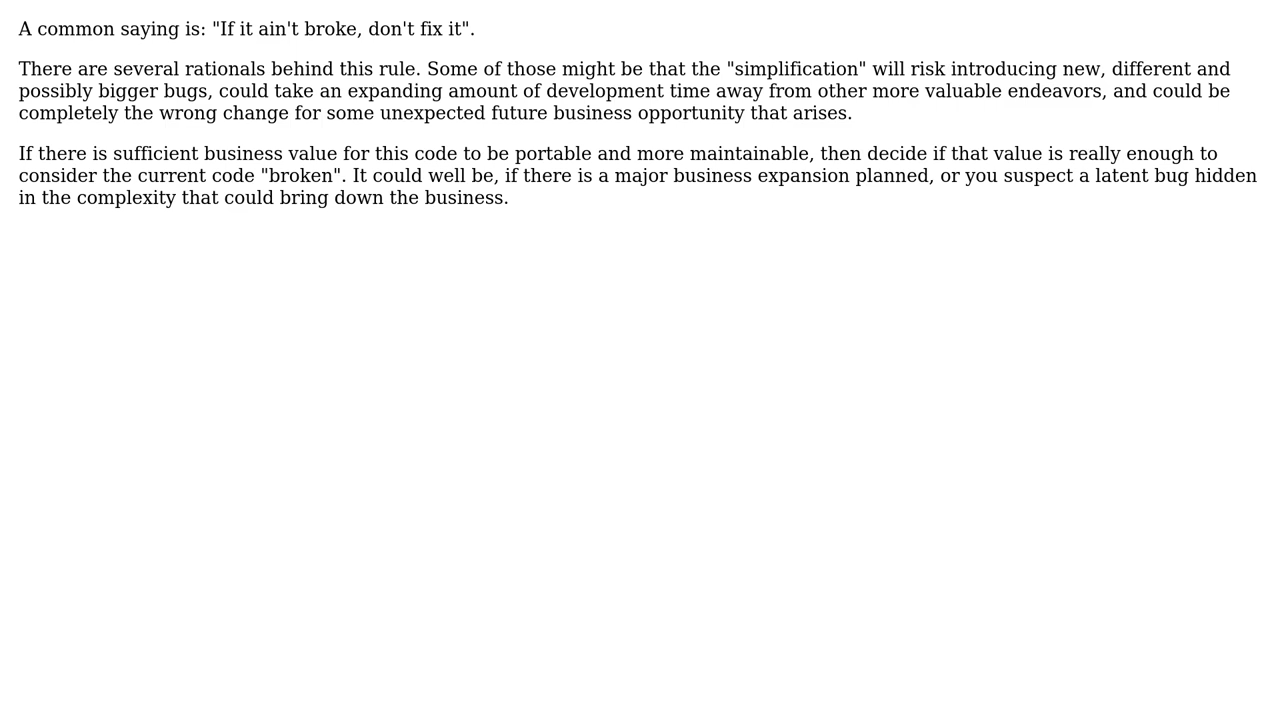 A common saying is: "If it ain't broke, don't fix it".
There are several rationals behind this rule. Some of those might be that the "simplification" will risk introducing new, different and
possibly bigger bugs, could take an expanding amount of development time away from other more valuable endeavors, and could be
completely the wrong change for some unexpected future business opportunity that arises.
If there is sufficient business value for this code to be portable and more maintainable, then decide if that value is really enough to
consider the current code "broken". It could well be, if there is a major business expansion planned, or you suspect a latent bug hidden
in the complexity that could bring down the business.